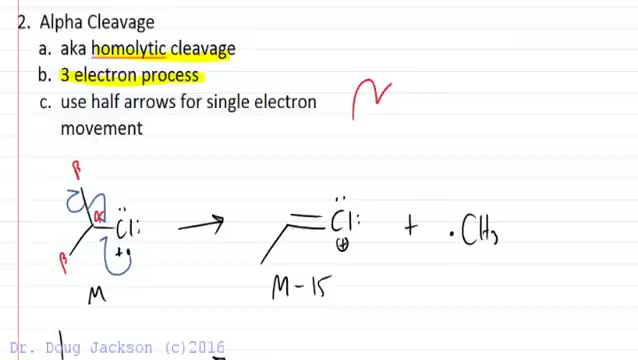 2. Alpha Cleavage
a. aka homolytic cleavage
b. 3 electron process
c. use half arrows for single electron
movement
β
α
Cl:
β
+•
M
→
Cl:
⊕
M-15
+
•CH₃
Dr. Doug Jackson (c)2016